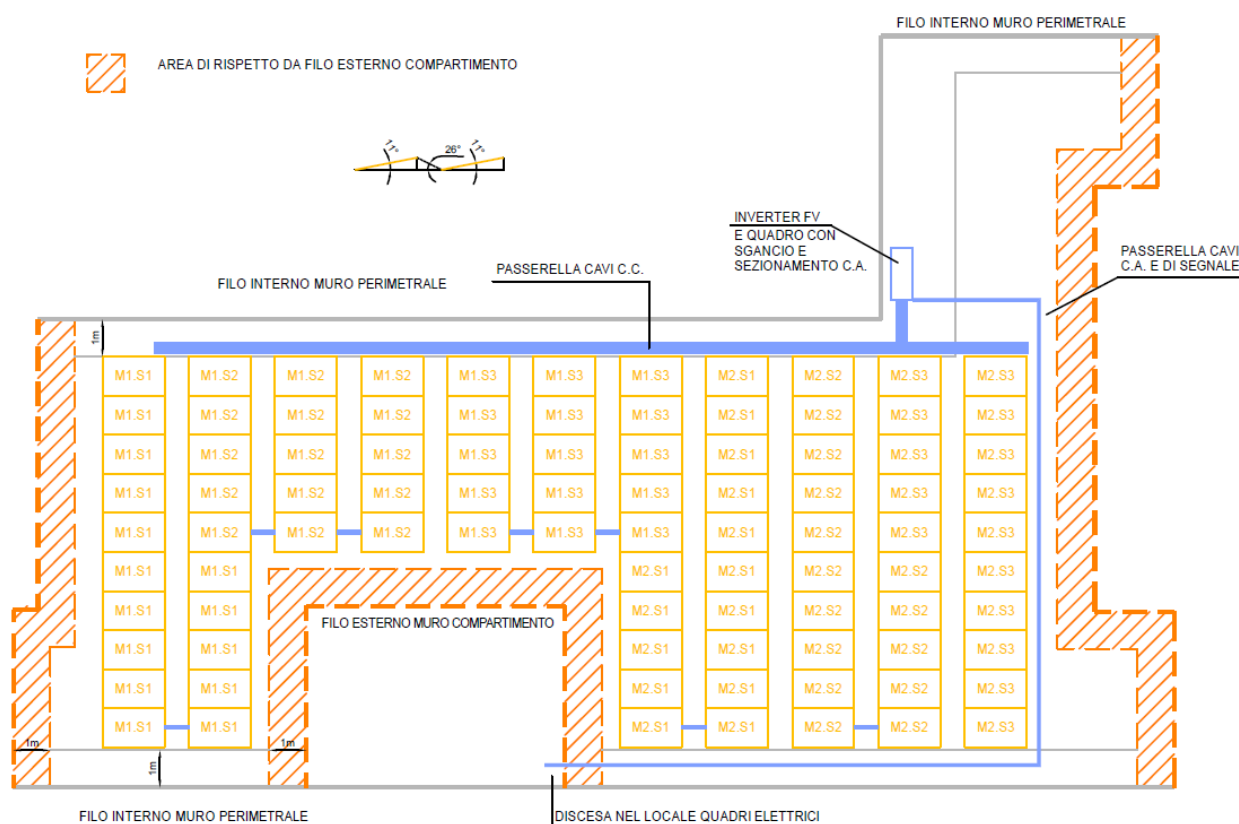 FILO INTERNO MURO PERIMETRALE
AREA DI RISPETTO DA FILO ESTERNO COMPARTIMENTO
11° 26° 11°
INVERTER FV
E QUADRO CON
SGANCIO E
SEZIONAMENTO C.A.
PASSERELLA CAVI
C.A. E DI SEGNALE
PASSERELLA CAVI C.C.
FILO INTERNO MURO PERIMETRALE
1m
M1.S1 M1.S2 M1.S2 M1.S2 M1.S3 M1.S3 M1.S3 M2.S1 M2.S2 M2.S3 M2.S3
M1.S1 M1.S2 M1.S2 M1.S2 M1.S3 M1.S3 M1.S3 M2.S1 M2.S2 M2.S3 M2.S3
M1.S1 M1.S2 M1.S2 M1.S2 M1.S3 M1.S3 M1.S3 M2.S1 M2.S2 M2.S3 M2.S3
M1.S1 M1.S2 M1.S2 M1.S2 M1.S3 M1.S3 M1.S3 M2.S1 M2.S2 M2.S3 M2.S3
M1.S1 M1.S2 M1.S2 M1.S2 M1.S3 M1.S3 M1.S3 M2.S1 M2.S2 M2.S3 M2.S3
M1.S1 M1.S1 M2.S1 M2.S1 M2.S2 M2.S2 M2.S3
M1.S1 M1.S1 M2.S1 M2.S1 M2.S2 M2.S2 M2.S3
FILO ESTERNO MURO COMPARTIMENTO
M1.S1 M1.S1 M2.S1 M2.S1 M2.S2 M2.S2 M2.S3
M1.S1 M1.S1 M2.S1 M2.S1 M2.S2 M2.S2 M2.S3
M1.S1 M1.S1 M2.S1 M2.S1 M2.S2 M2.S2 M2.S3
1m 1m
1m
FILO INTERNO MURO PERIMETRALE
DISCESA NEL LOCALE QUADRI ELETTRICI